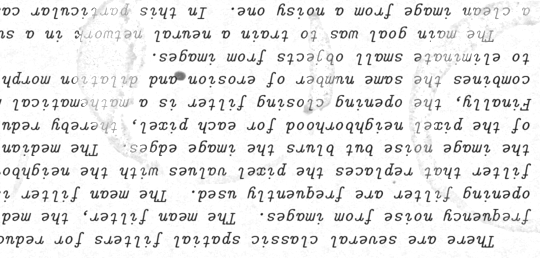 There are several classic spatial filters for reduc
frequency noise from images. The mean filter, the med
opening filter are frequently used. The mean filter i
filter that replaces the pixel values with the neighbo
the image noise but blurs the image edges. The median
of the pixel neighborhood for each pixel, thereby redu
Finally, the opening closing filter is a mathematical
combines the same number of erosion and dilation morph
to eliminate small objects from images.
The main goal was to train a neural network in a su
a clean image from a noisy one. In this particular ca